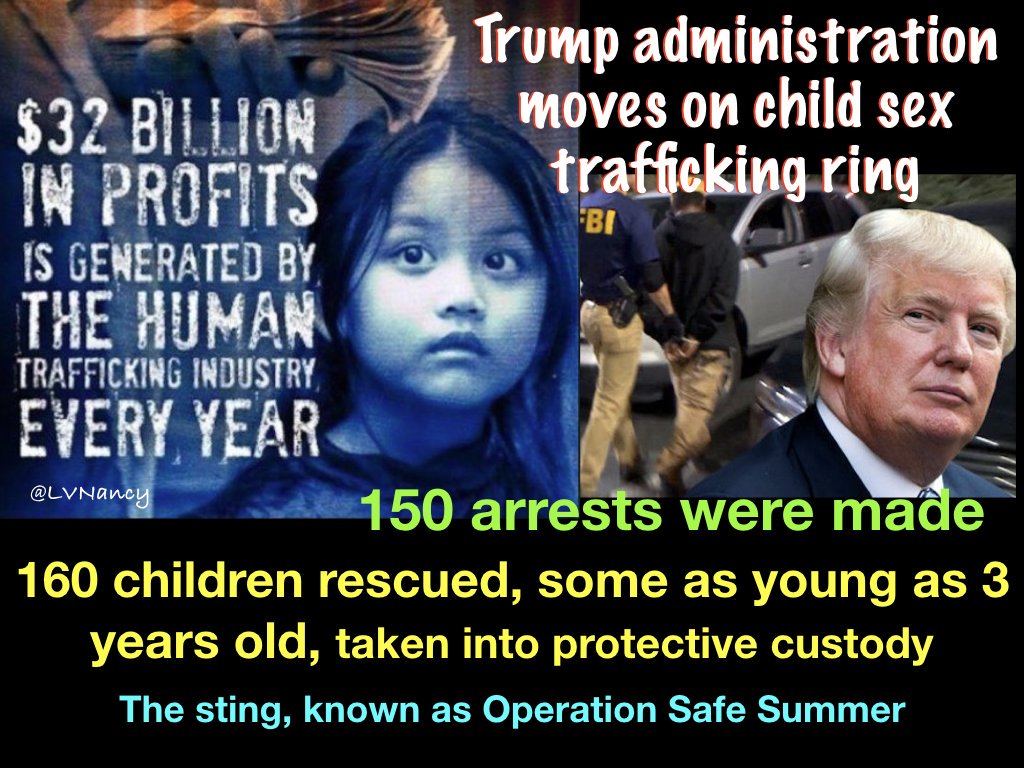 $32 BILLION
IN PROFITS
IS GENERATED BY
THE HUMAN
TRAFFICKING INDUSTRY
EVERY YEAR
@LVNancy
Trump administration
moves on child sex
trafficking ring
FBI
150 arrests were made
160 children rescued, some as young as 3
years old, taken into protective custody
The sting, known as Operation Safe Summer